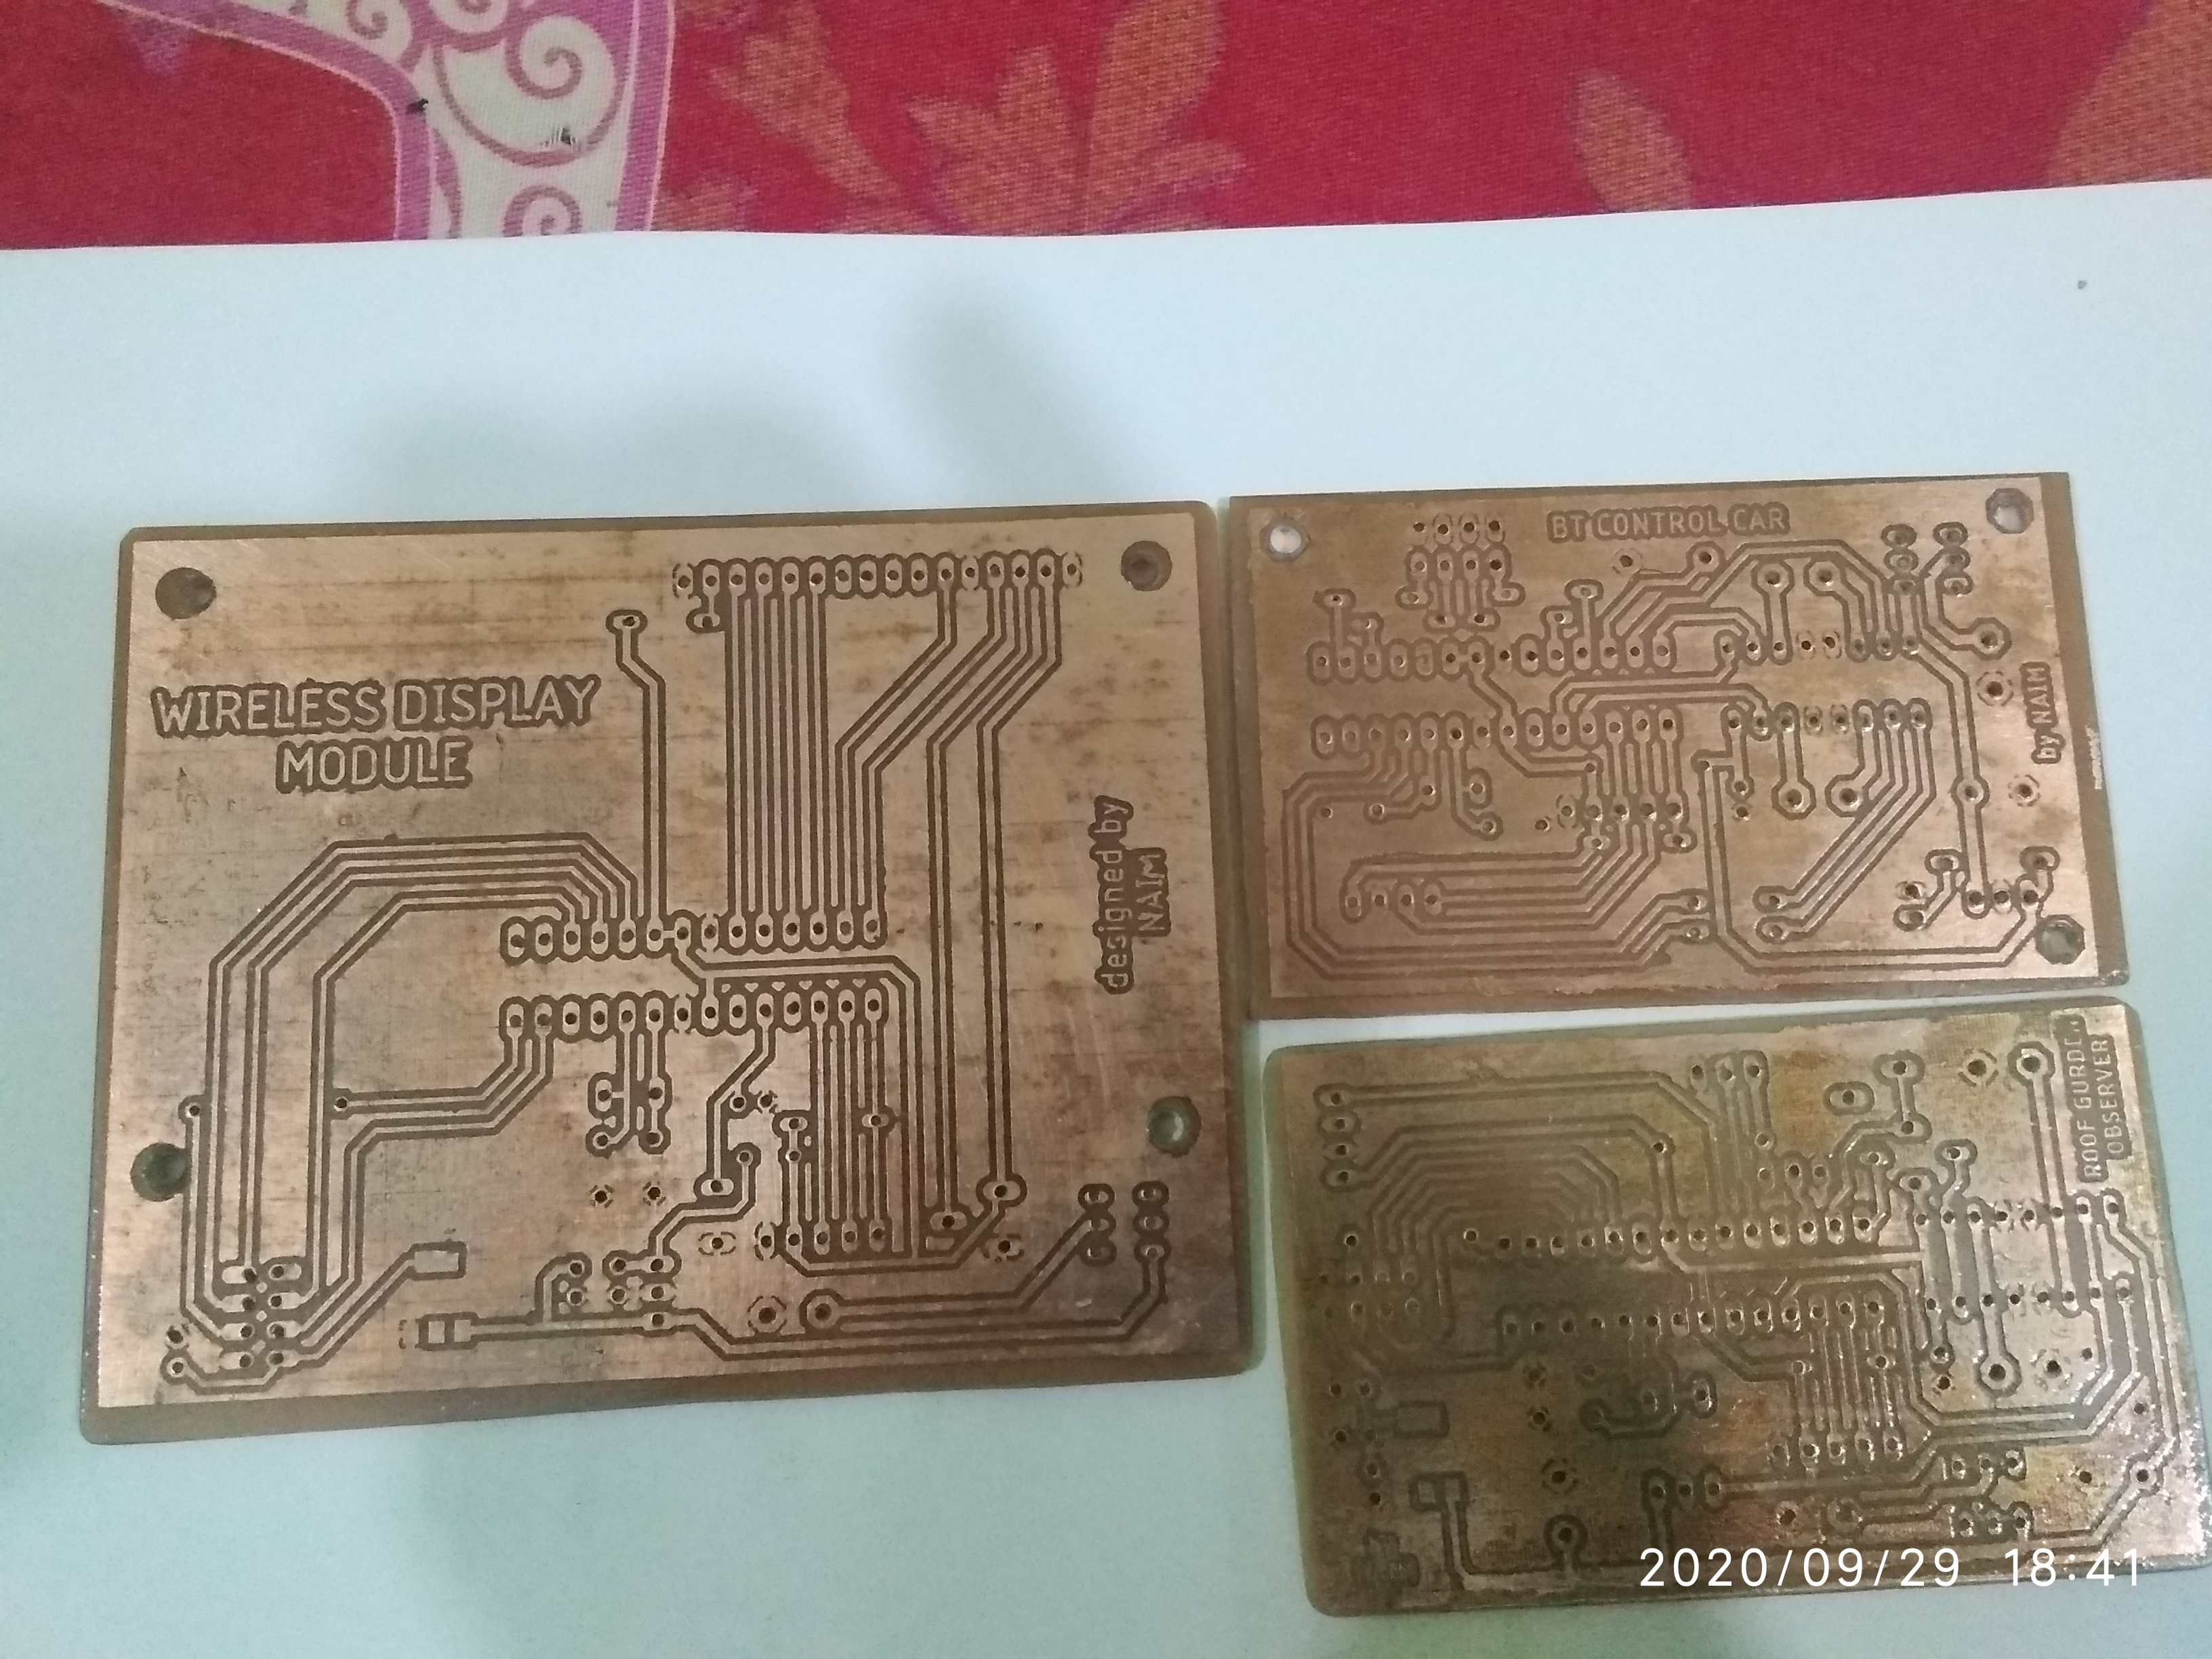 WIRELESS DISPLAY
MODULE
designed by
NAIM
BT CONTROL CAR
by NAIM
ROOF GURDEN
OBSERVER
2020/09/29 18:41